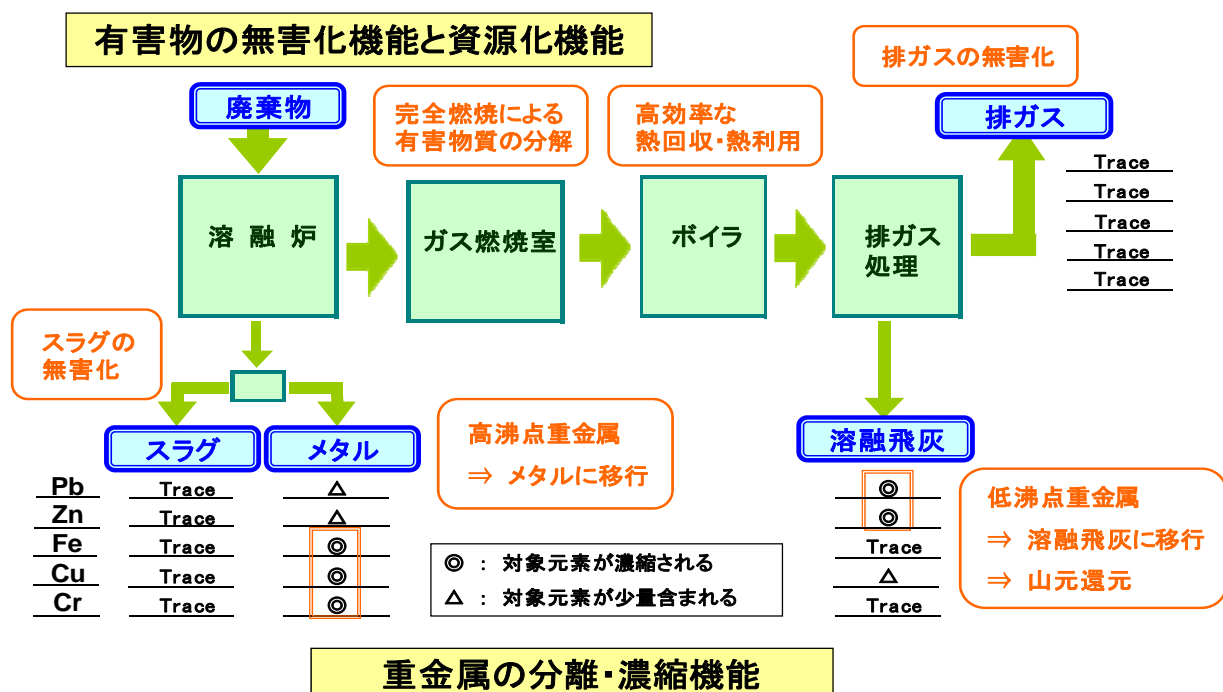 有害物の無害化機能と資源化機能
排ガスの無害化
廃棄物
完全燃焼による
有害物質の分解
高効率な
熱回収・熱利用
排ガス
溶 融 炉
ガス燃焼室
ボイラ
排ガス
処理
Trace
Trace
Trace
Trace
Trace
スラグの
無害化
スラグ
メタル
高沸点重金属
⇒ メタルに移行
溶融飛灰
Pb Trace △ ◎
Zn Trace △ ◎
Fe Trace ◎ Trace
Cu Trace ◎ △
Cr Trace ◎ Trace
◎ : 対象元素が濃縮される
△ : 対象元素が少量含まれる
低沸点重金属
⇒ 溶融飛灰に移行
⇒ 山元還元
重金属の分離・濃縮機能